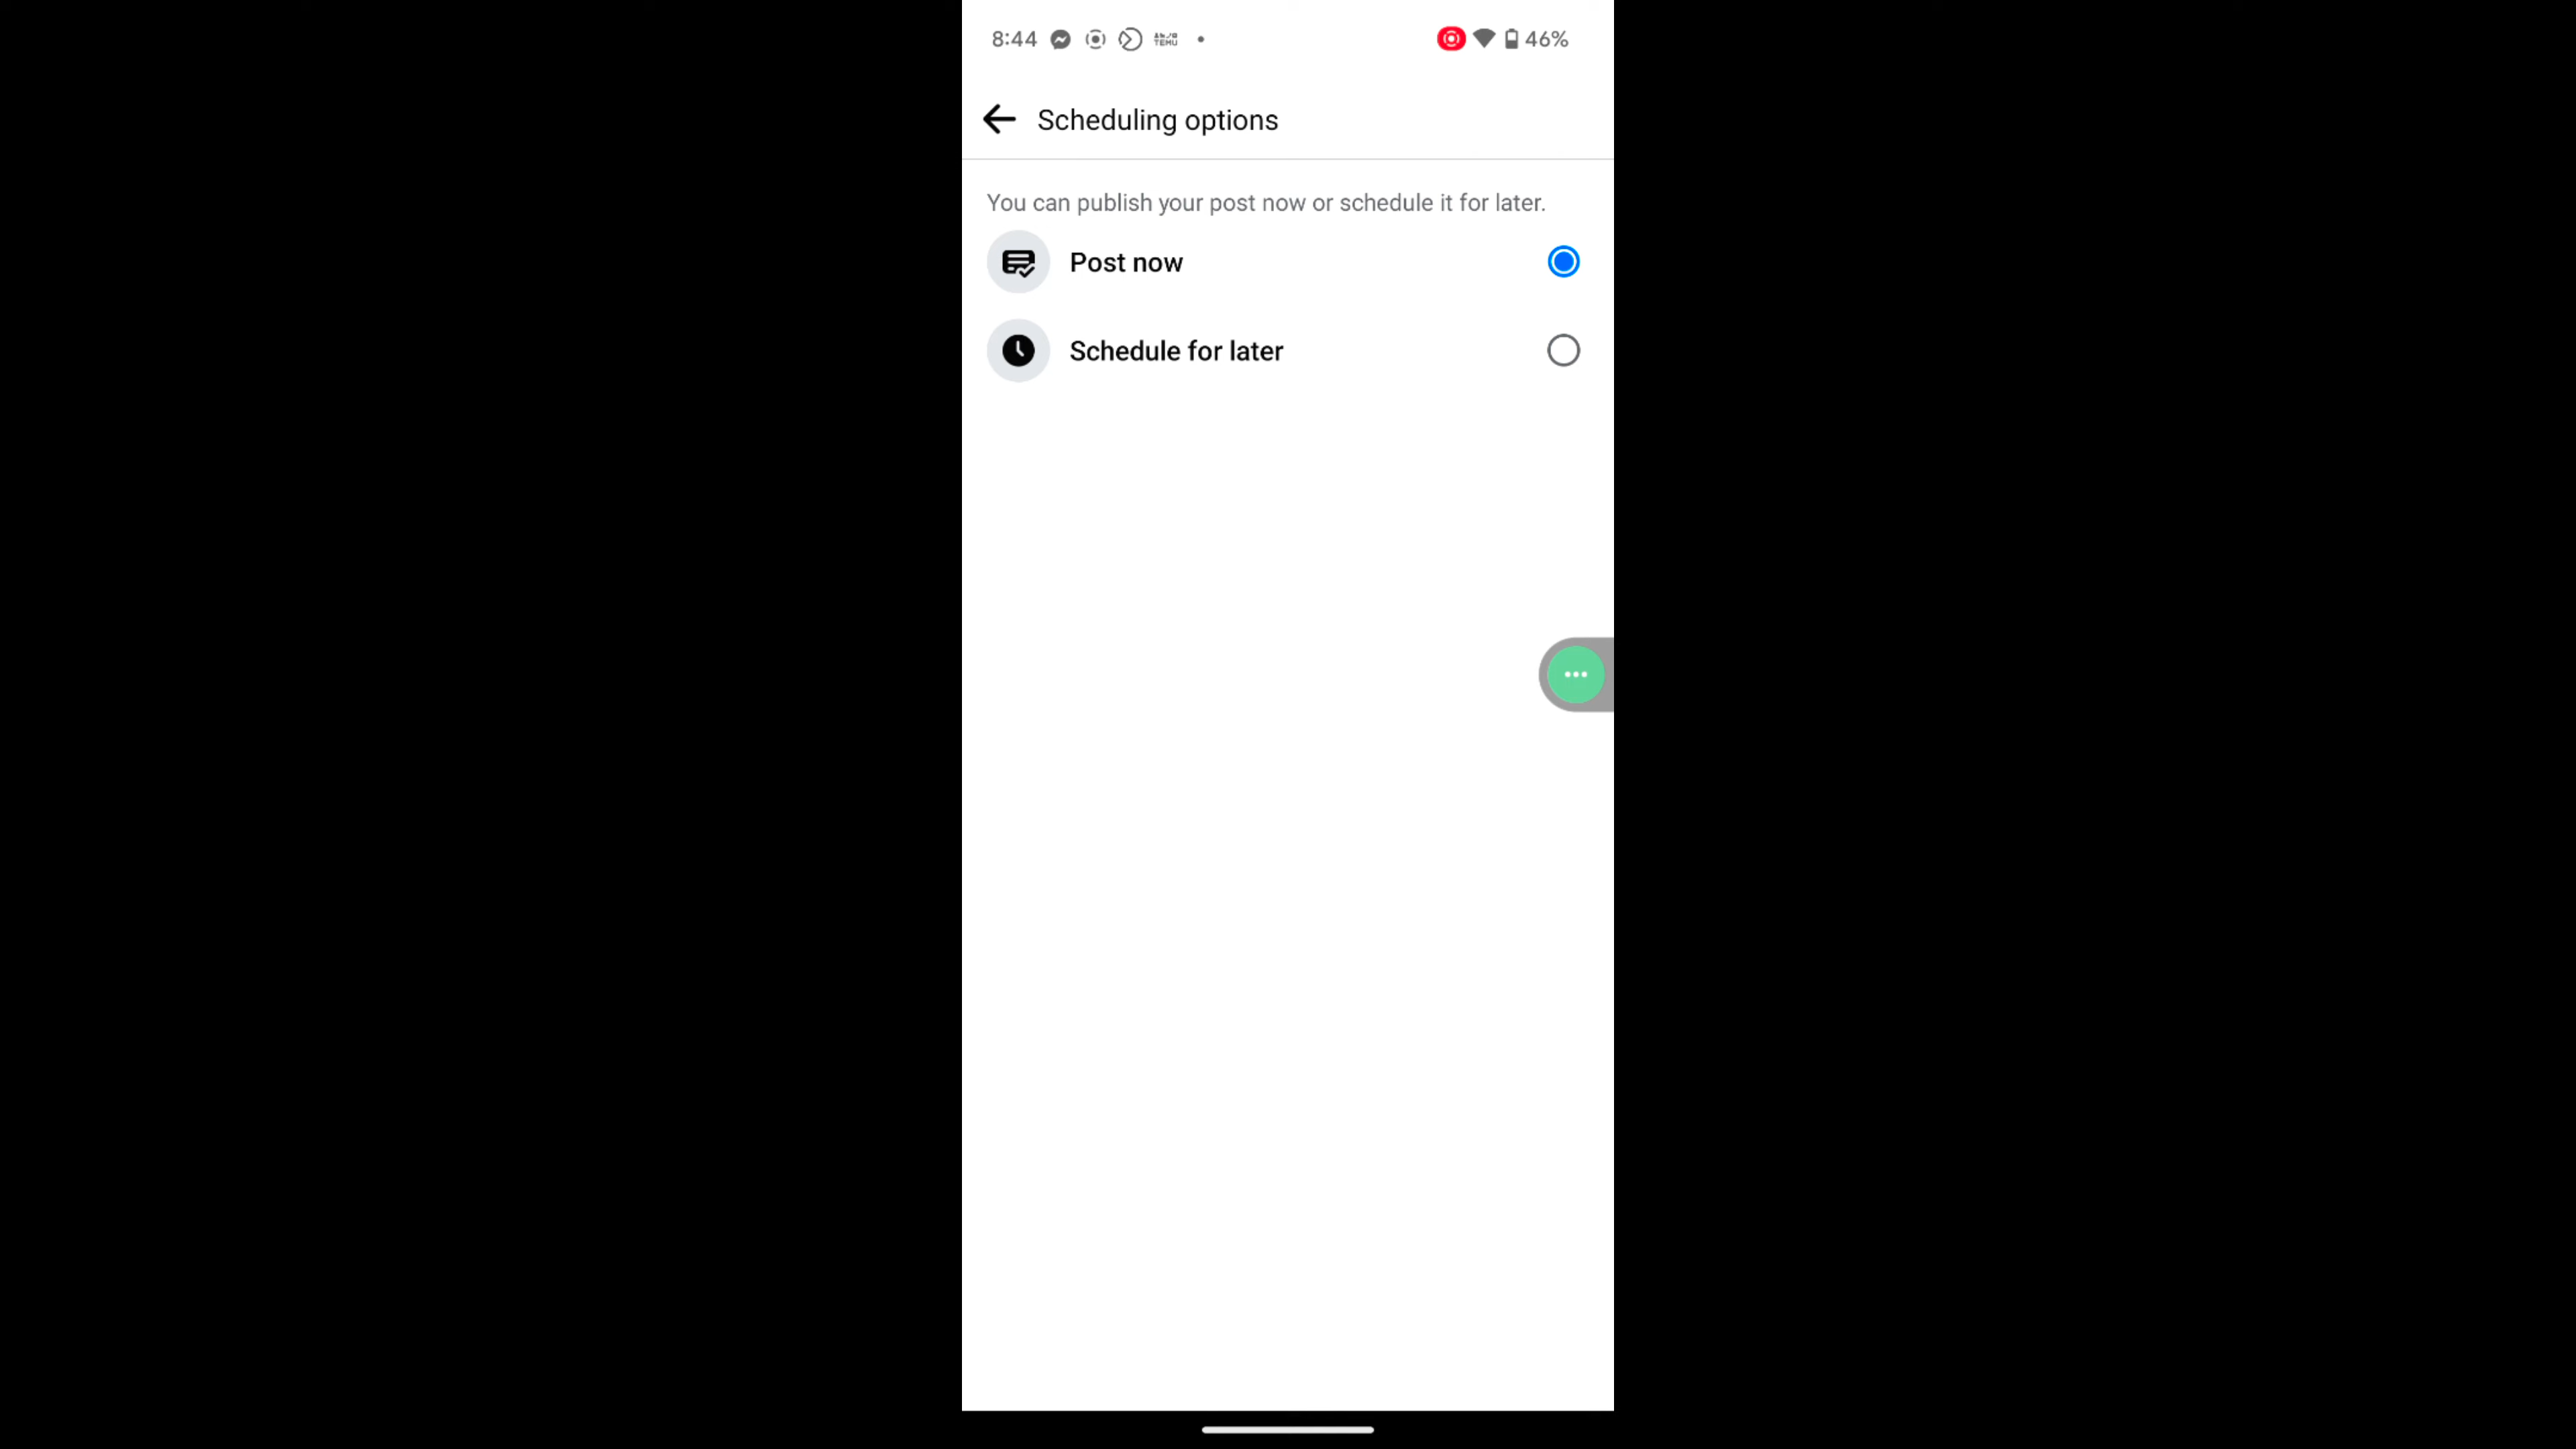 8:44 TEMU 46%
Scheduling options
You can publish your post now or schedule it for later.
Post now
Schedule for later